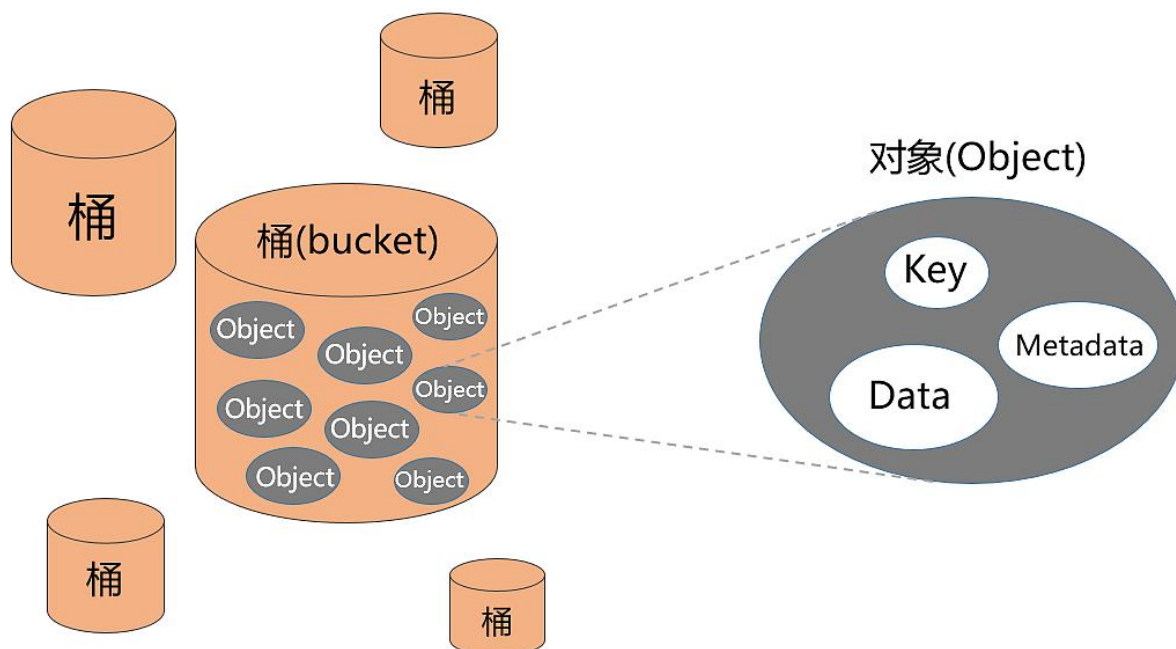 桶
桶
桶(bucket)
Object
Object
Object
Object
Object
Object
Object
Object
桶
桶
对象(Object)
Key
Metadata
Data